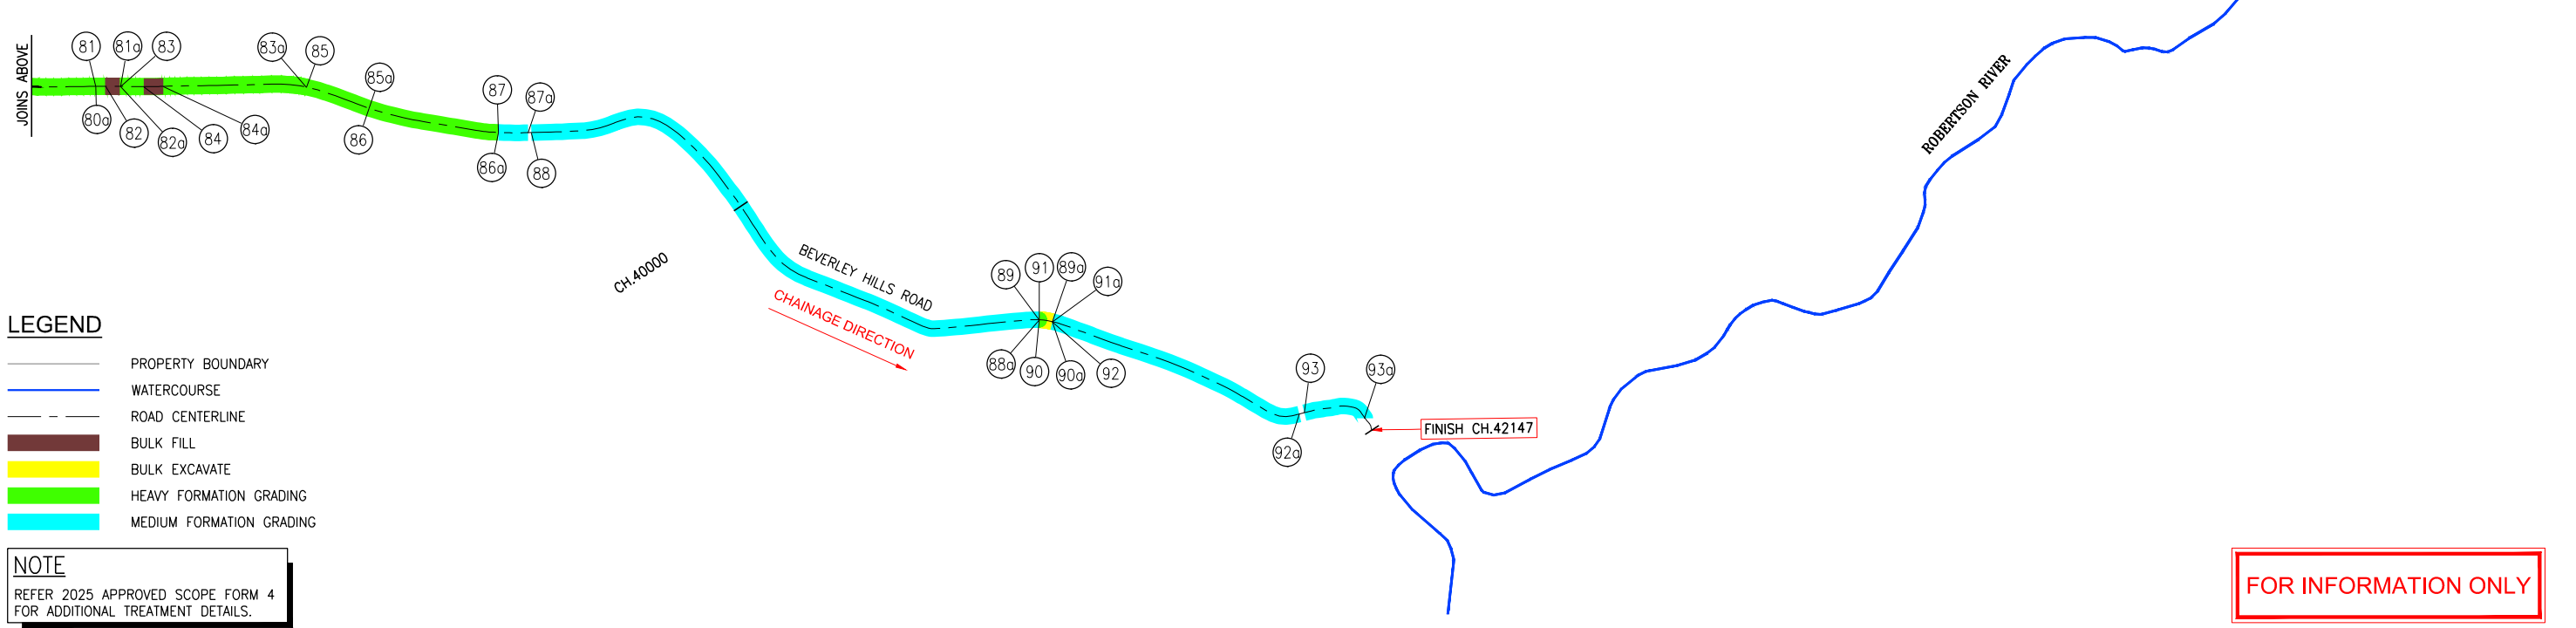 JOINS ABOVE
81
81a
83
83a
85
85a
87
87a
80a
82
82a
84
84a
86
86a
88
CH.40000
BEVERLEY HILLS ROAD
CHAINAGE DIRECTION
89
91
89a
91a
88a
90
90a
92
93
93a
92a
FINISH CH.42147
ROBERTSON RIVER
LEGEND
PROPERTY BOUNDARY
WATERCOURSE
ROAD CENTERLINE
BULK FILL
BULK EXCAVATE
HEAVY FORMATION GRADING
MEDIUM FORMATION GRADING
NOTE
REFER 2025 APPROVED SCOPE FORM 4
FOR ADDITIONAL TREATMENT DETAILS.
FOR INFORMATION ONLY